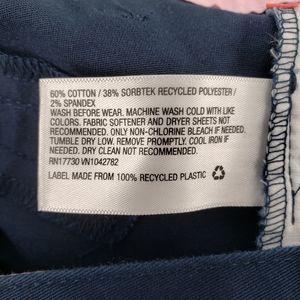 60% COTTON / 38% SORBTEK RECYCLED POLYESTER /
2% SPANDEX
WASH BEFORE WEAR. MACHINE WASH COLD WITH LIKE
COLORS. FABRIC SOFTENER AND DRYER SHEETS NOT
RECOMMENDED. ONLY NON-CHLORINE BLEACH IF NEEDED.
TUMBLE DRY LOW. REMOVE PROMPTLY. COOL IRON IF
NEEDED. DRY CLEAN NOT RECOMMENDED.
RN17730 VN1042782
LABEL MADE FROM 100% RECYCLED PLASTIC